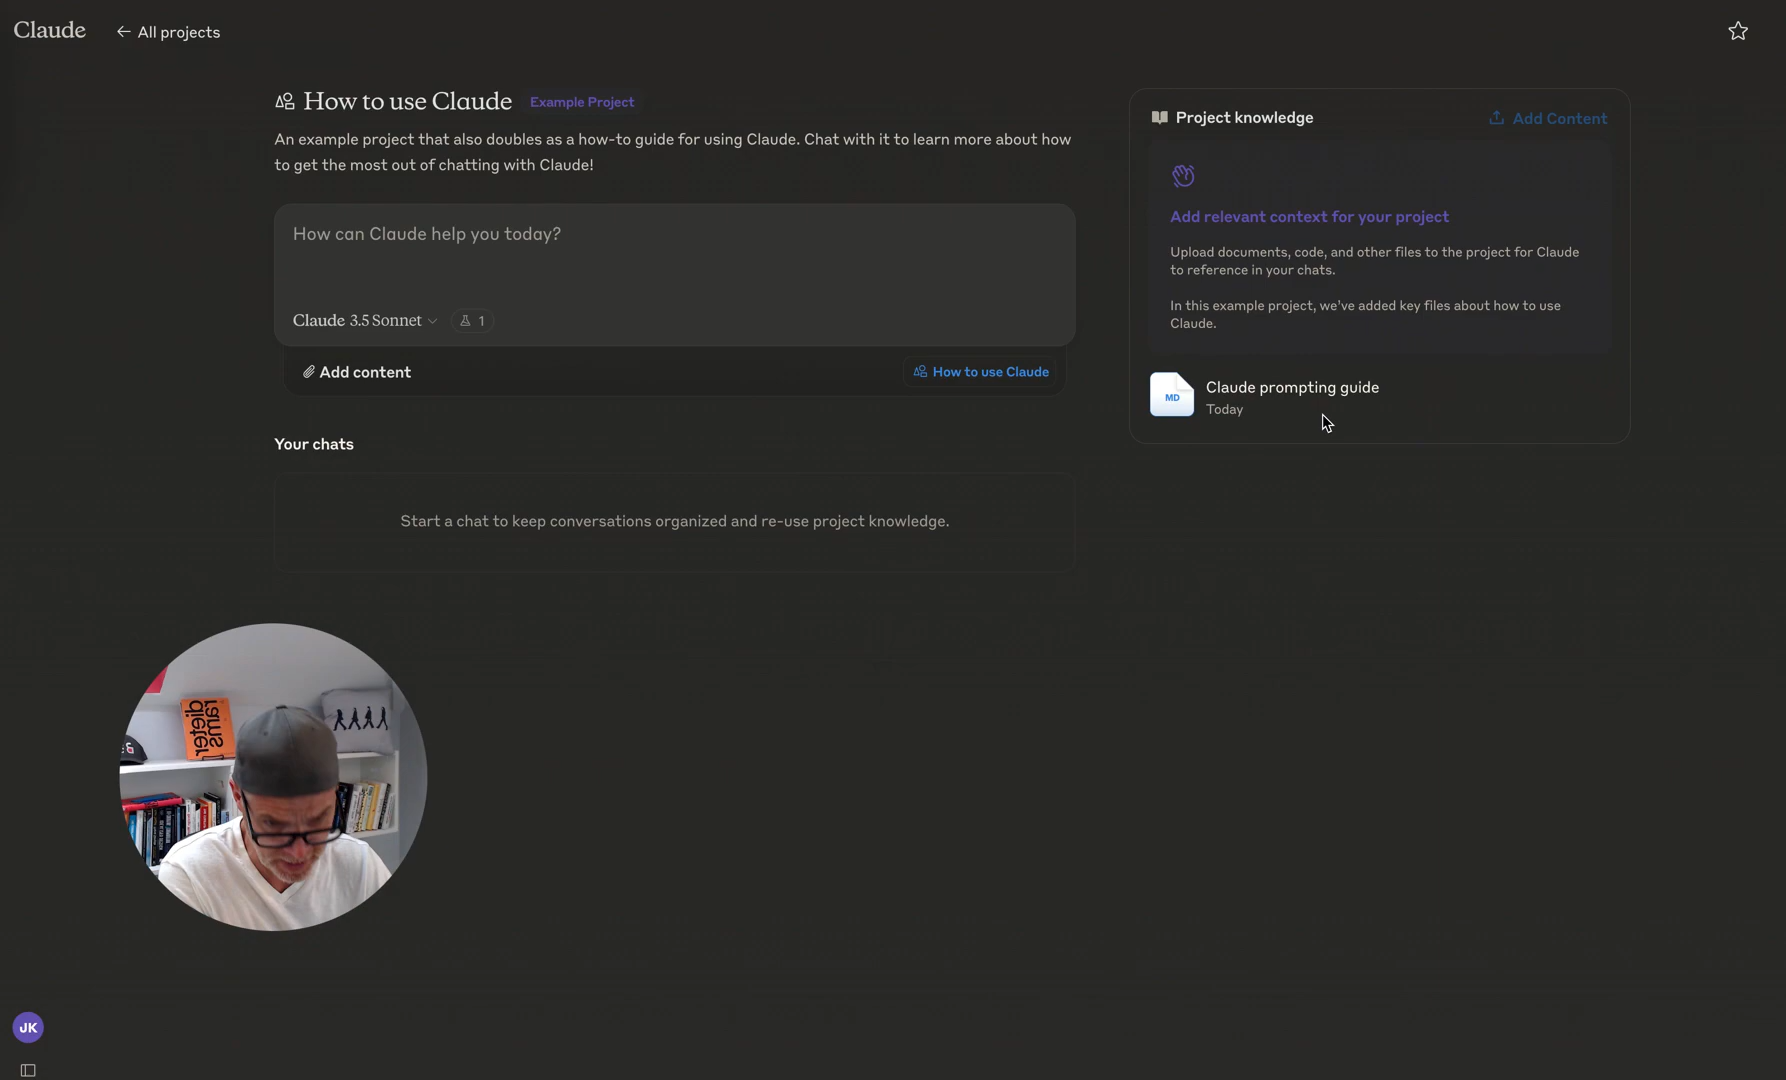 Claude
← All projects
How to use Claude
Example Project
An example project that also doubles as a how-to guide for using Claude. Chat with it to learn more about how
to get the most out of chatting with Claude!
How can Claude help you today?
Claude 3.5 Sonnet
1
Add content
How to use Claude
Your chats
Start a chat to keep conversations organized and re-use project knowledge.
Project knowledge
Add Content
Add relevant context for your project
Upload documents, code, and other files to the project for Claude
to reference in your chats.
In this example project, we've added key files about how to use
Claude.
MD
Claude prompting guide
Today
dieter
rams
JK